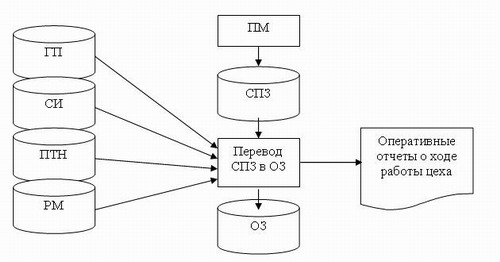 ГП
СИ
ПТН
РМ
ПМ
СПЗ
Перевод
СПЗ в ОЗ
ОЗ
Оперативные
отчеты о ходе
работы цеха